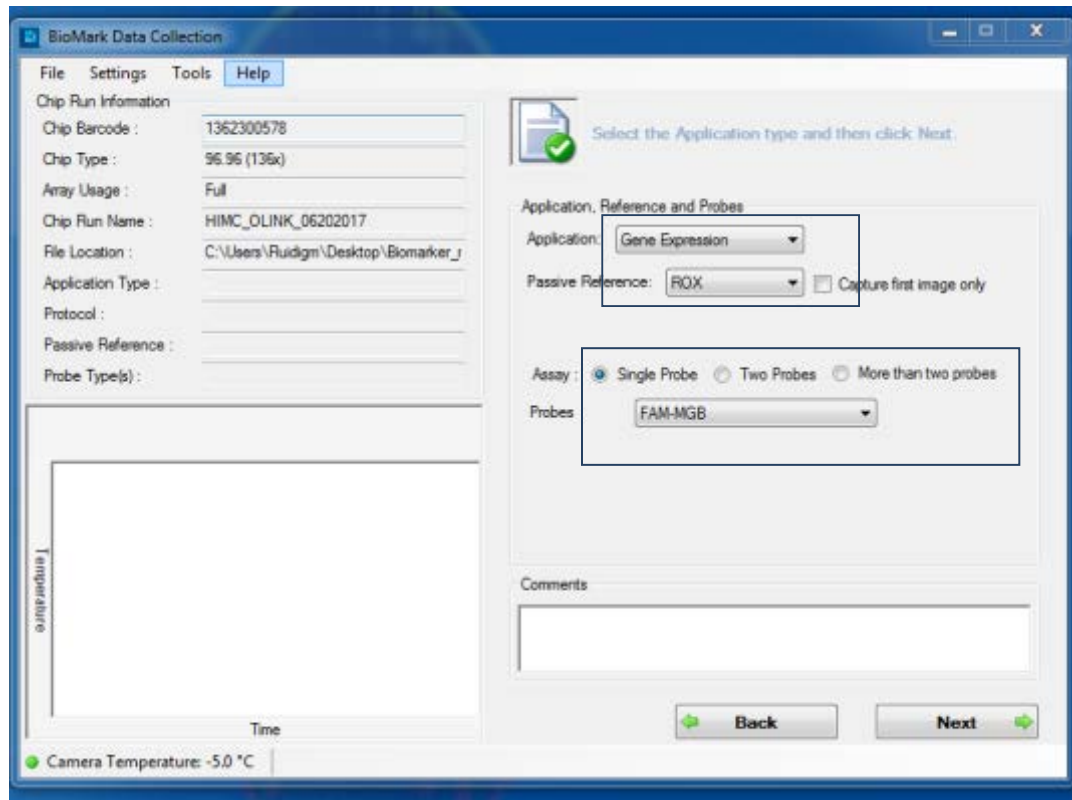 BioMark Data Collection
File Settings Tools Help
Chip Run Information
Chip Barcode : 1362300578
Chip Type : 96.96 (136x)
Array Usage : Full
Chip Run Name : HIMC_OLINK_06202017
File Location : C:\Users\Fluidigm\Desktop\Biomarker_r
Application Type :
Protocol :
Passive Reference :
Probe Type(s) :
Temperature
Time
Camera Temperature: -5.0 °C
Select the Application type and then click Next.
Application, Reference and Probes
Application: Gene Expression
Passive Reference: ROX Capture first image only
Assay : Single Probe Two Probes More than two probes
Probes FAM-MGB
Comments
Back Next